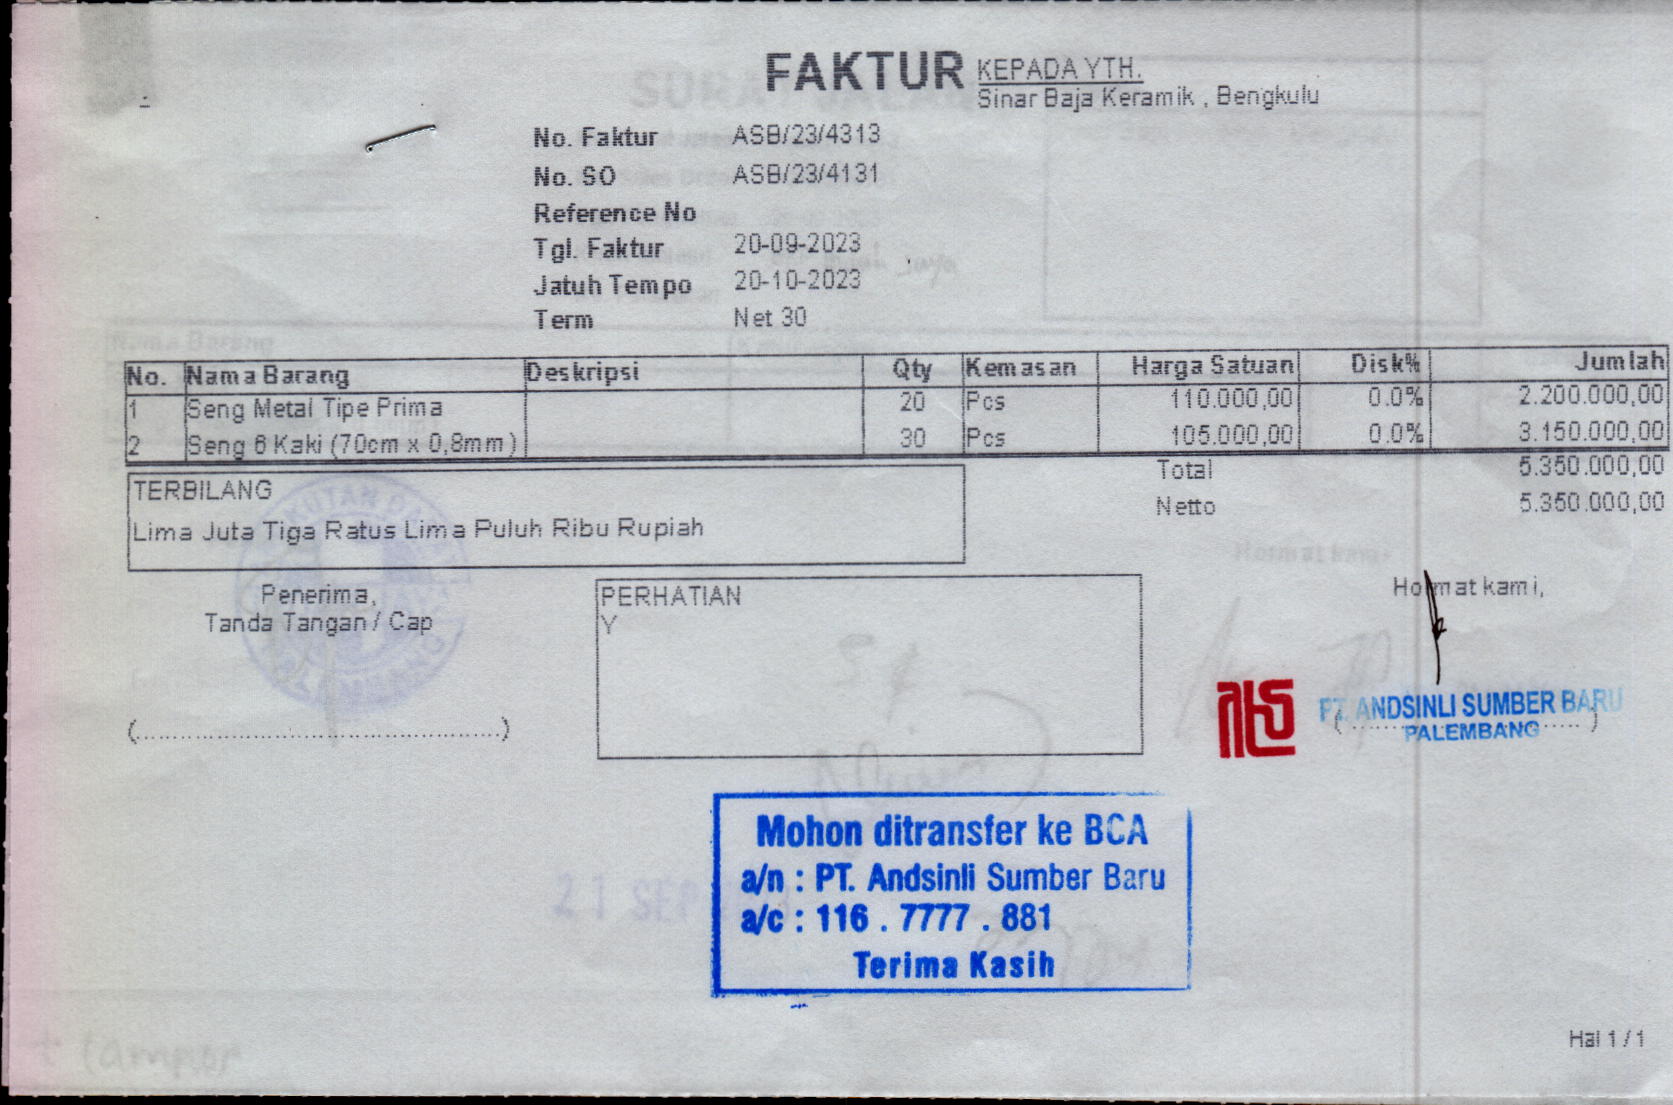 FAKTUR
KEPADA YTH.
Sinar Baja Keramik , Bengkulu
No. Faktur ASB/23/4313
No. SO ASB/23/4131
Reference No
Tgl. Faktur 20-09-2023
Jatuh Tempo 20-10-2023
Term Net 30
No. Nama Barang Deskripsi Qty Kemasan Harga Satuan Disk% Jumlah
1 Seng Metal Tipe Prima 20 Pcs 110.000,00 0.0% 2.200.000,00
2 Seng 6 Kaki (70cm x 0,8mm) 30 Pcs 105.000,00 0.0% 3.150.000,00
Total 5.350.000,00
Netto 5.350.000,00
TERBILANG
Lima Juta Tiga Ratus Lima Puluh Ribu Rupiah
Penerima,
Tanda Tangan / Cap
(....................................................)
PERHATIAN
Y
Hormat kami,
PT. ANDSINLI SUMBER BARU
PALEMBANG
Mohon ditransfer ke BCA
a/n : PT. Andsinli Sumber Baru
a/c : 116 . 7777 . 881
Terima Kasih
21 SEP
Hal 1 / 1